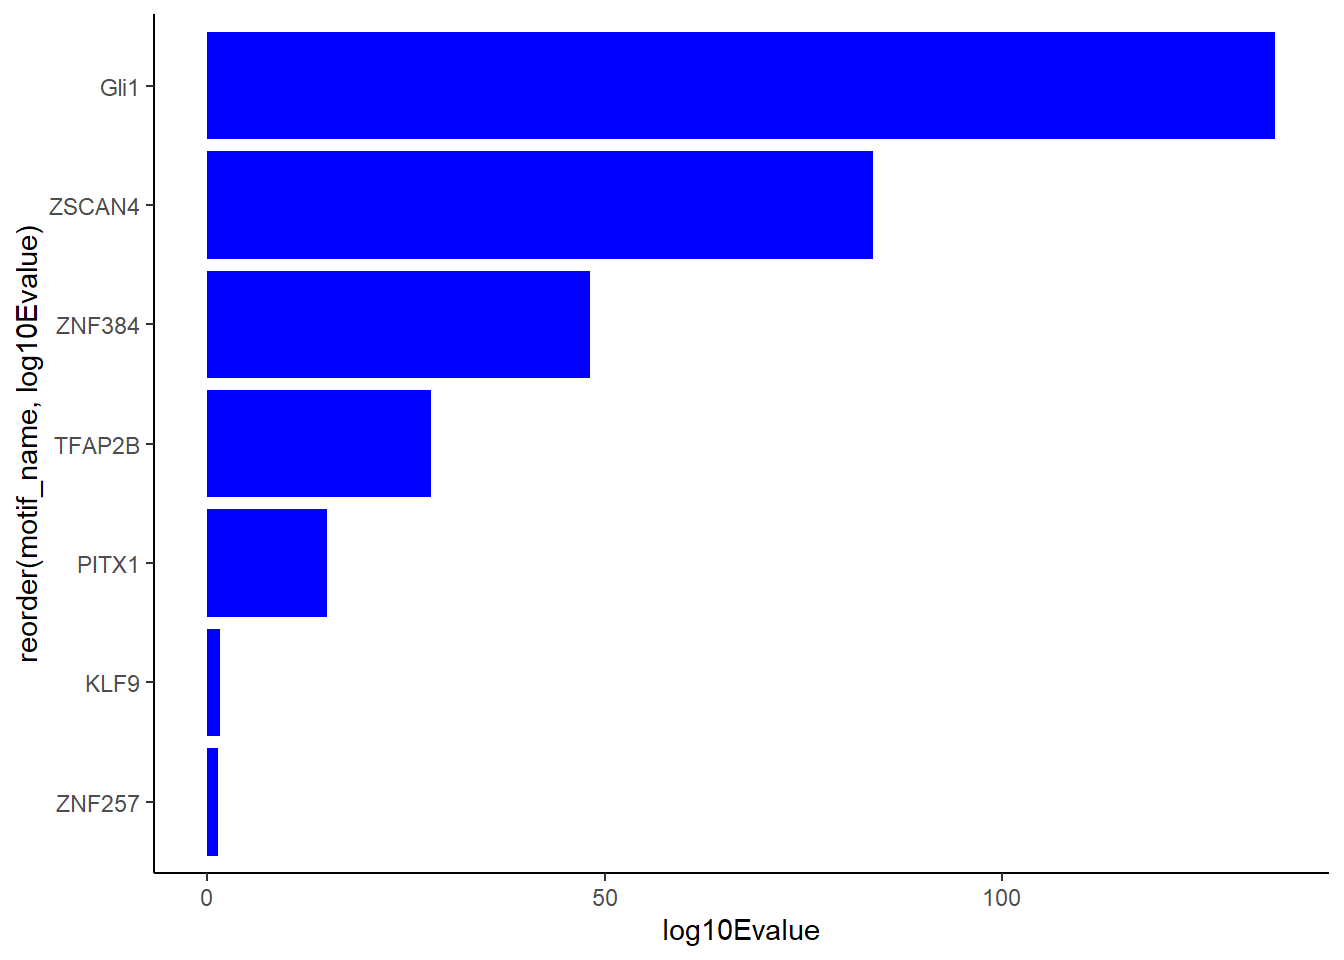 reorder(motif_name, log10Evalue)
Gli1
ZSCAN4
ZNF384
TFAP2B
PITX1
KLF9
ZNF257
0 50 100
log10Evalue